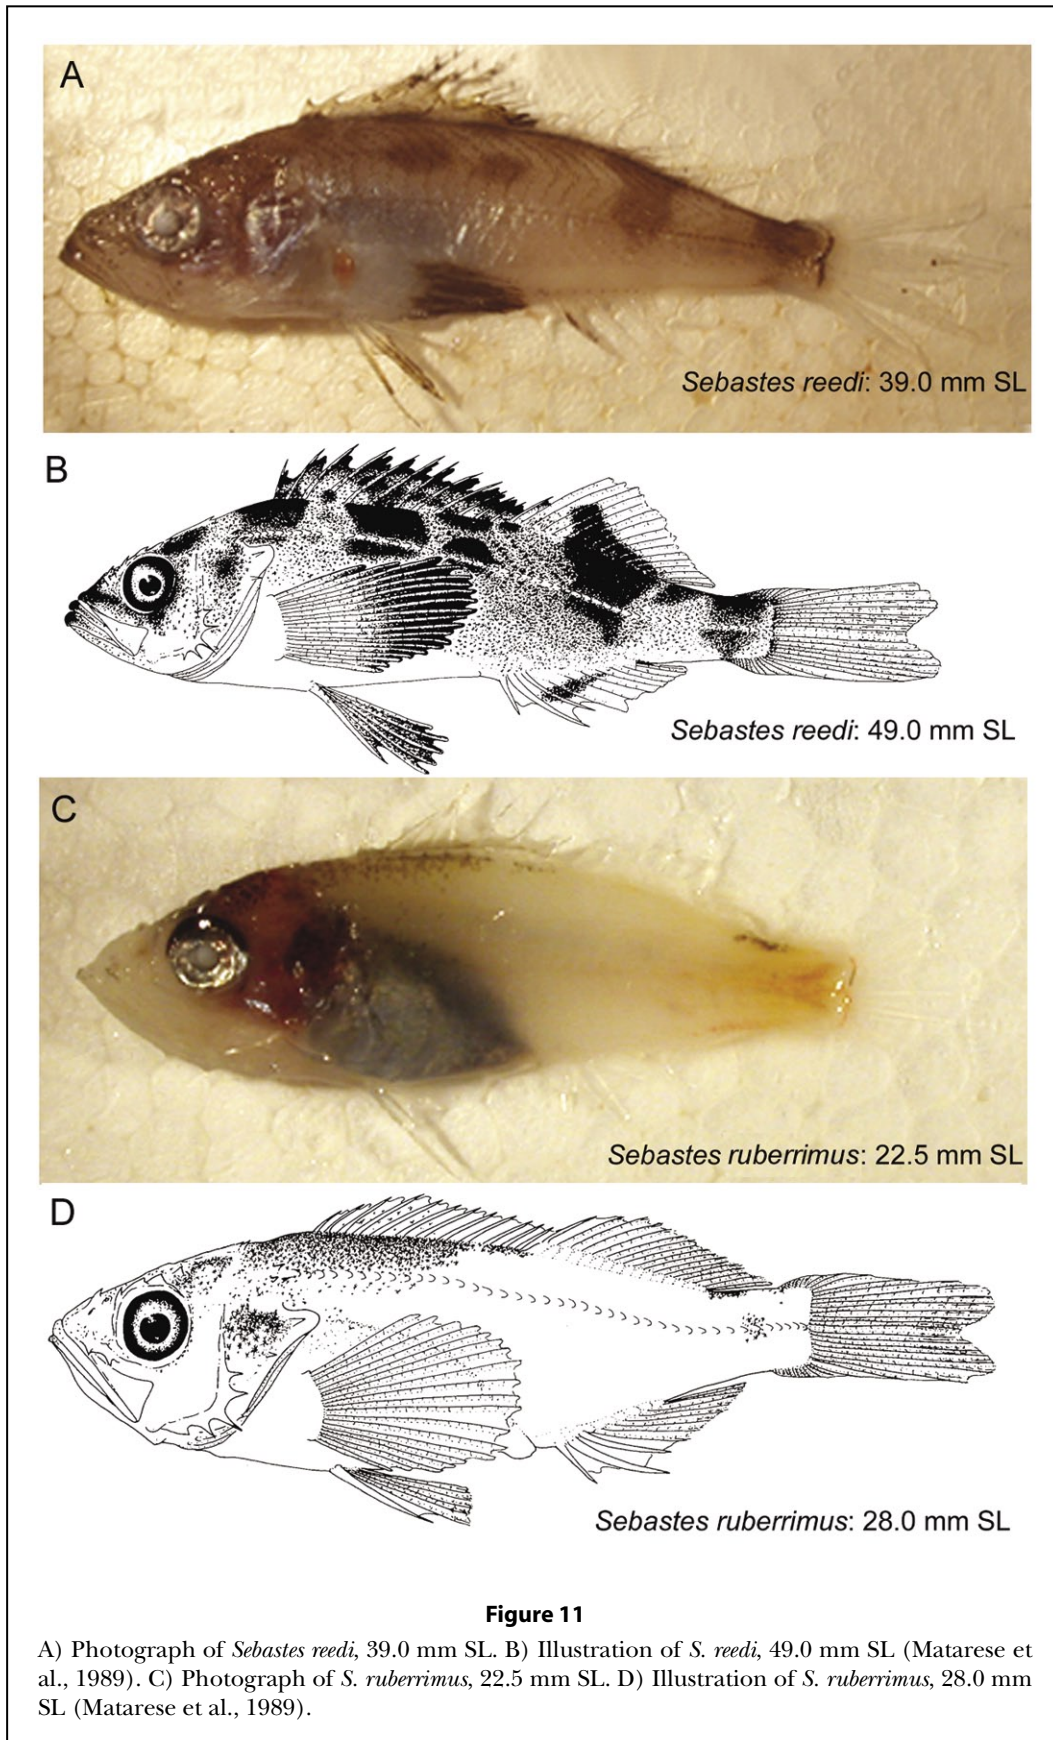 A
Sebastes reedi: 39.0 mm SL
B
Sebastes reedi: 49.0 mm SL
C
Sebastes ruberrimus: 22.5 mm SL
D
Sebastes ruberrimus: 28.0 mm SL
Figure 11
A) Photograph of Sebastes reedi, 39.0 mm SL. B) Illustration of S. reedi, 49.0 mm SL (Matarese et
al., 1989). C) Photograph of S. ruberrimus, 22.5 mm SL. D) Illustration of S. ruberrimus, 28.0 mm
SL (Matarese et al., 1989).